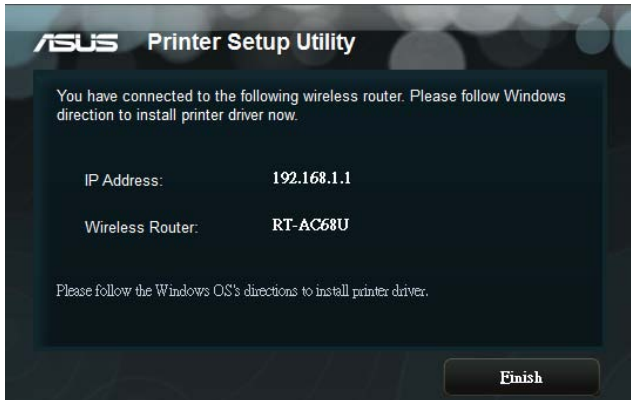 ASUS Printer Setup Utility
You have connected to the following wireless router. Please follow Windows
direction to install printer driver now.
IP Address: 192.168.1.1
Wireless Router: RT-AC68U
Please follow the Windows OS's directions to install printer driver.
Finish